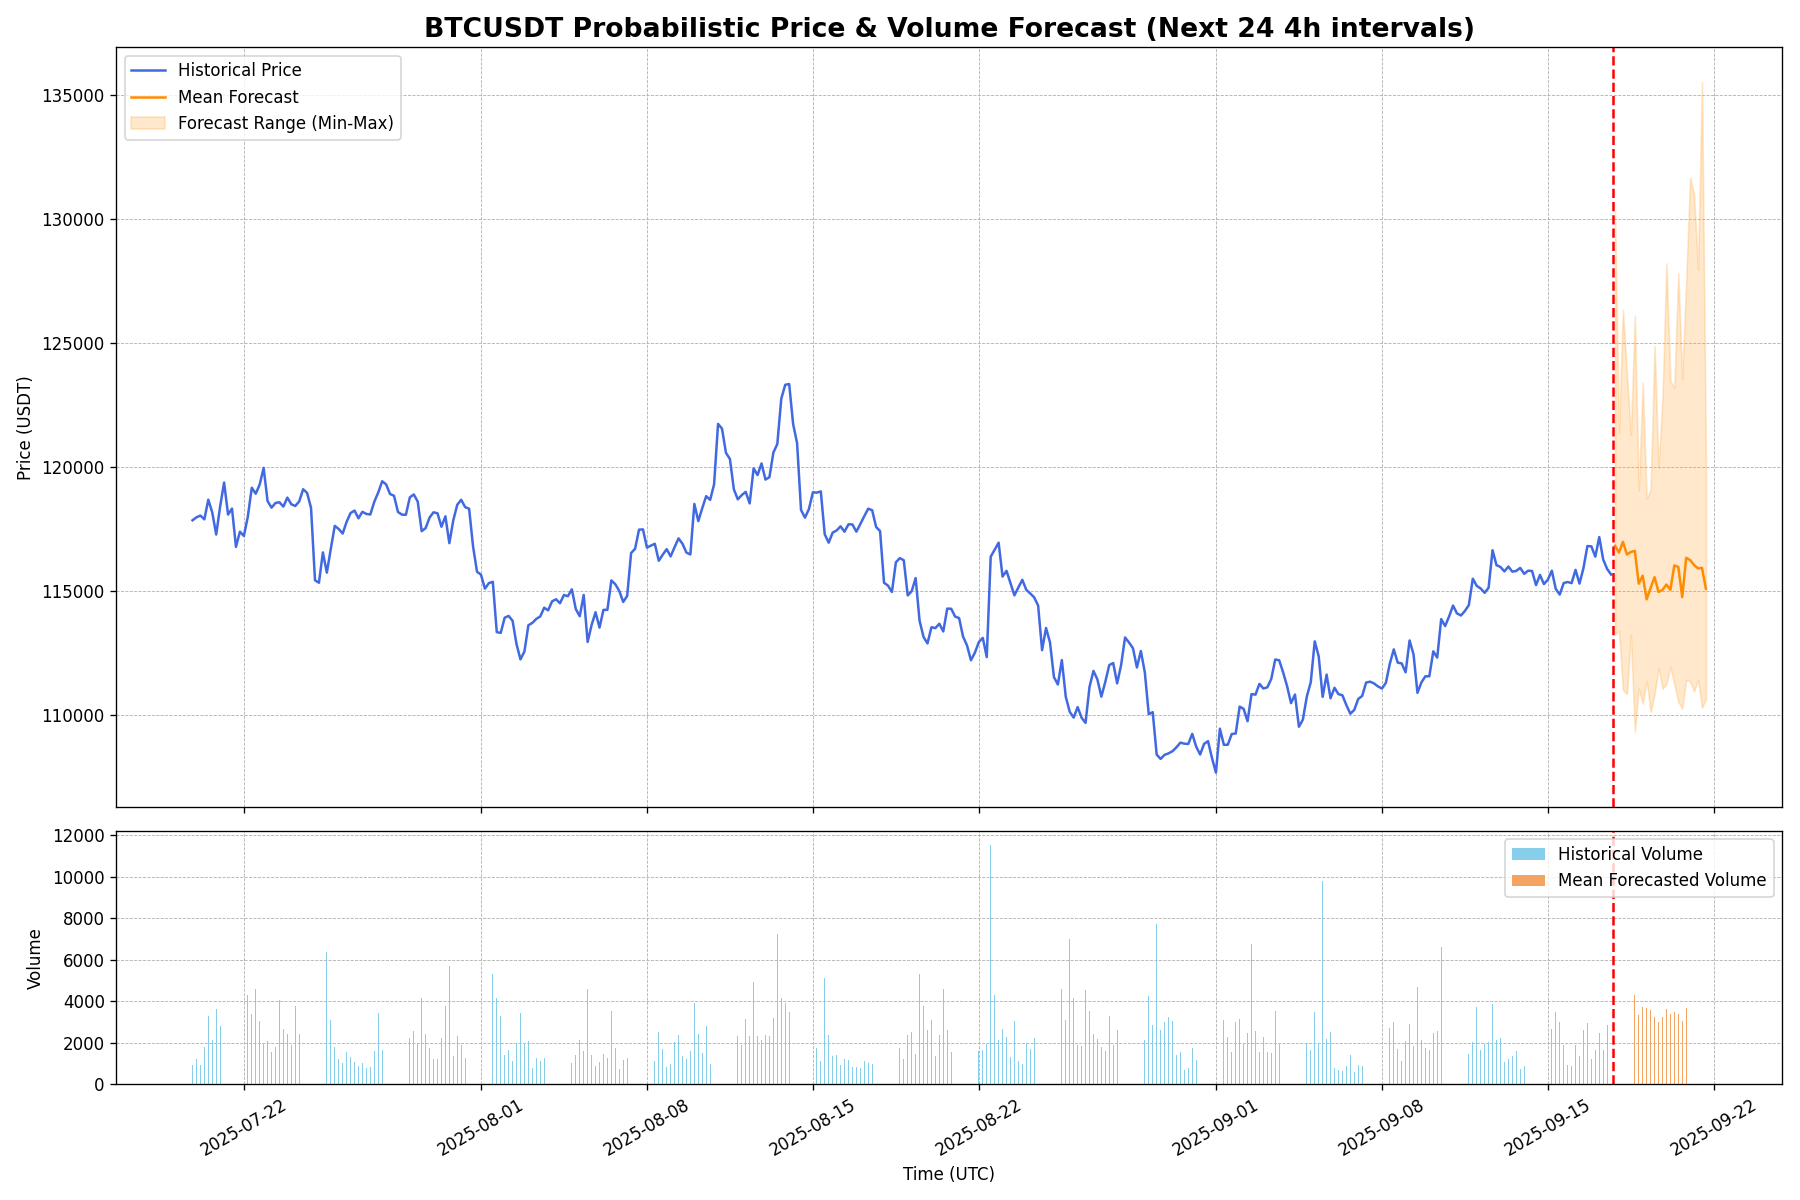 BTCUSDT Probabilistic Price & Volume Forecast (Next 24 4h intervals)
Historical Price
Mean Forecast
Forecast Range (Min-Max)
135000
130000
125000
120000
115000
110000
Price (USDT)
Historical Volume
Mean Forecasted Volume
12000
10000
8000
6000
4000
2000
0
Volume
2025-07-22
2025-08-01
2025-08-08
2025-08-15
2025-08-22
2025-09-01
2025-09-08
2025-09-15
2025-09-22
Time (UTC)